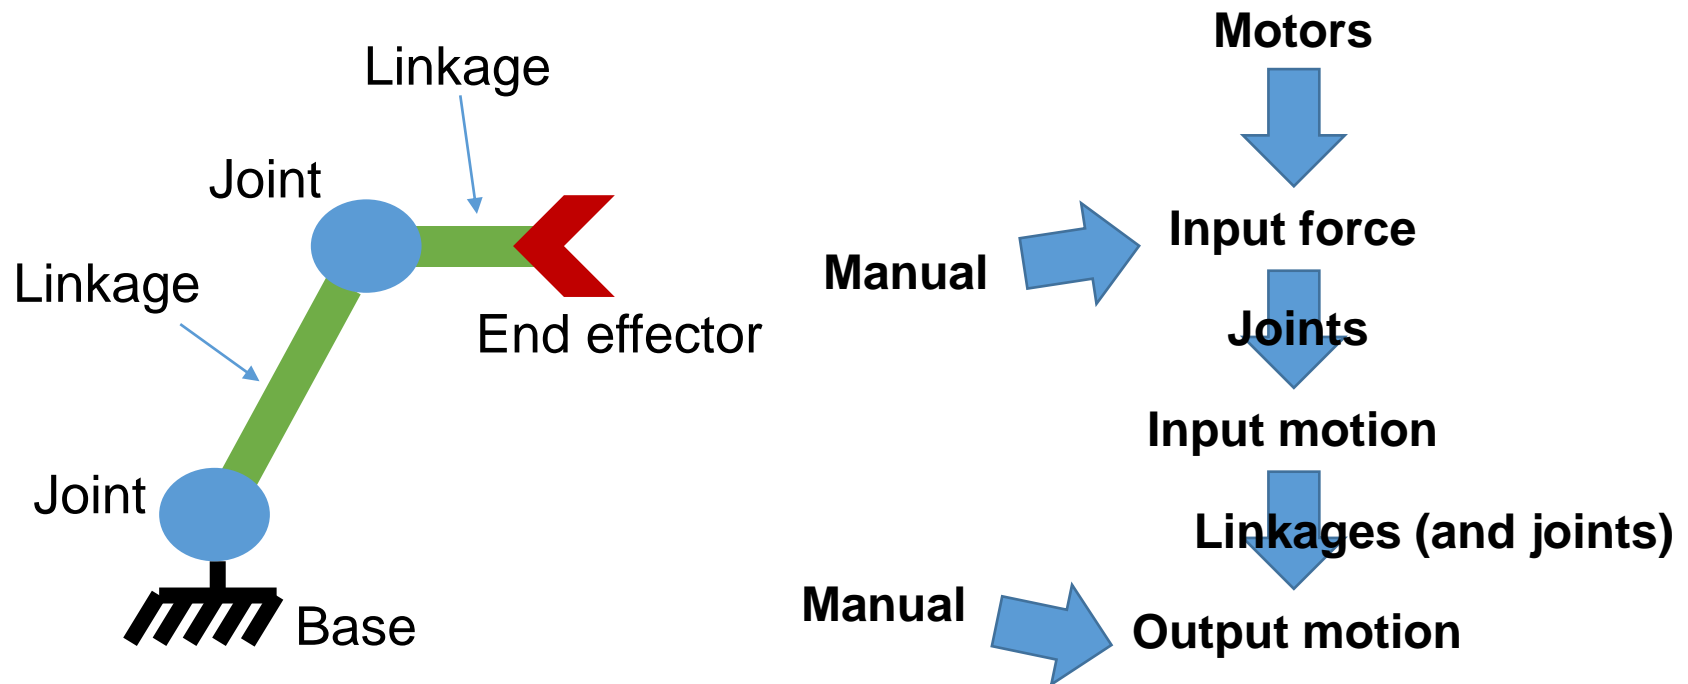 Linkage
Joint
Linkage
End effector
Joint
Base
Motors
Manual
Input force
Joints
Input motion
Linkages (and joints)
Manual
Output motion